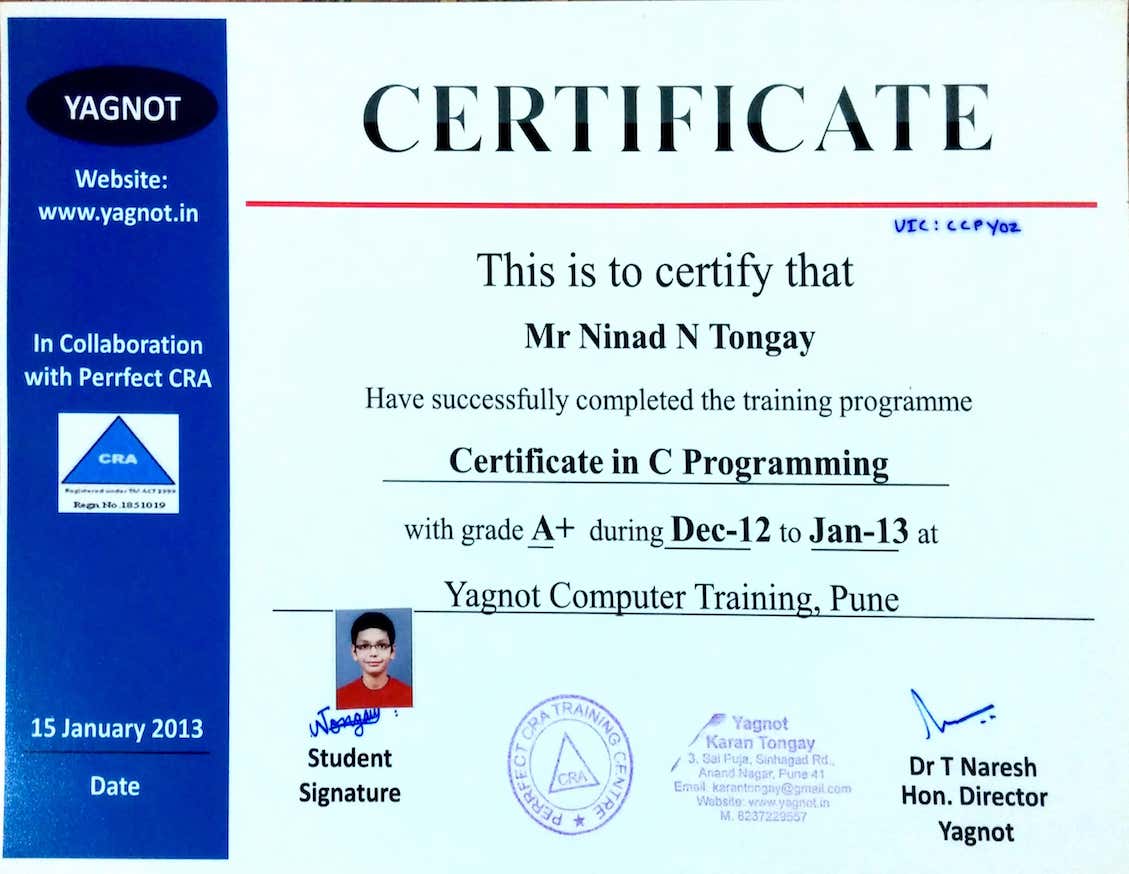 YAGNOT
Website:
www.yagnot.in
In Collaboration
with Perrfect CRA
CRA
Registered under TM ACT 1999
Regn No.1851019
15 January 2013
Date
CERTIFICATE
UIC: CCPY02
This is to certify that
Mr Ninad N Tongay
Have successfully completed the training programme
Certificate in C Programming
with grade A+ during Dec-12 to Jan-13 at
Yagnot Computer Training, Pune
NTongay
Student
Signature
PERRFECT CRA TRAINING CENTRE
CRA
Yagnot
Karan Tongay
3, Sai Puja, Sinhagad Rd.,
Anand Nagar, Pune 41
Email: karantongay@gmail.com
Website: www.yagnot.in
M. 8237229557
Dr T Naresh
Hon. Director
Yagnot